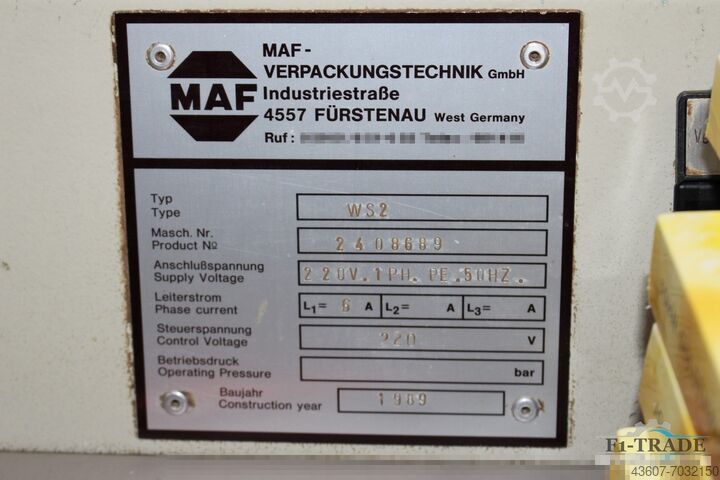 MAF
MAF-
VERPACKUNGSTECHNIK GmbH
Industriestraße
4557 FÜRSTENAU West Germany
Ruf :
Typ
Type
WS2
Masch. Nr.
Product No
2408689
Anschlußspannung
Supply Voltage
220V.1PH.PE.50HZ.
Leiterstrom
Phase current
L1= 6 A L2= A L3= A
Steuerspannung
Control Voltage
220 V
Betriebsdruck
Operating Pressure
bar
Baujahr
Construction year
1989
F1-TRADE
43607-7032150